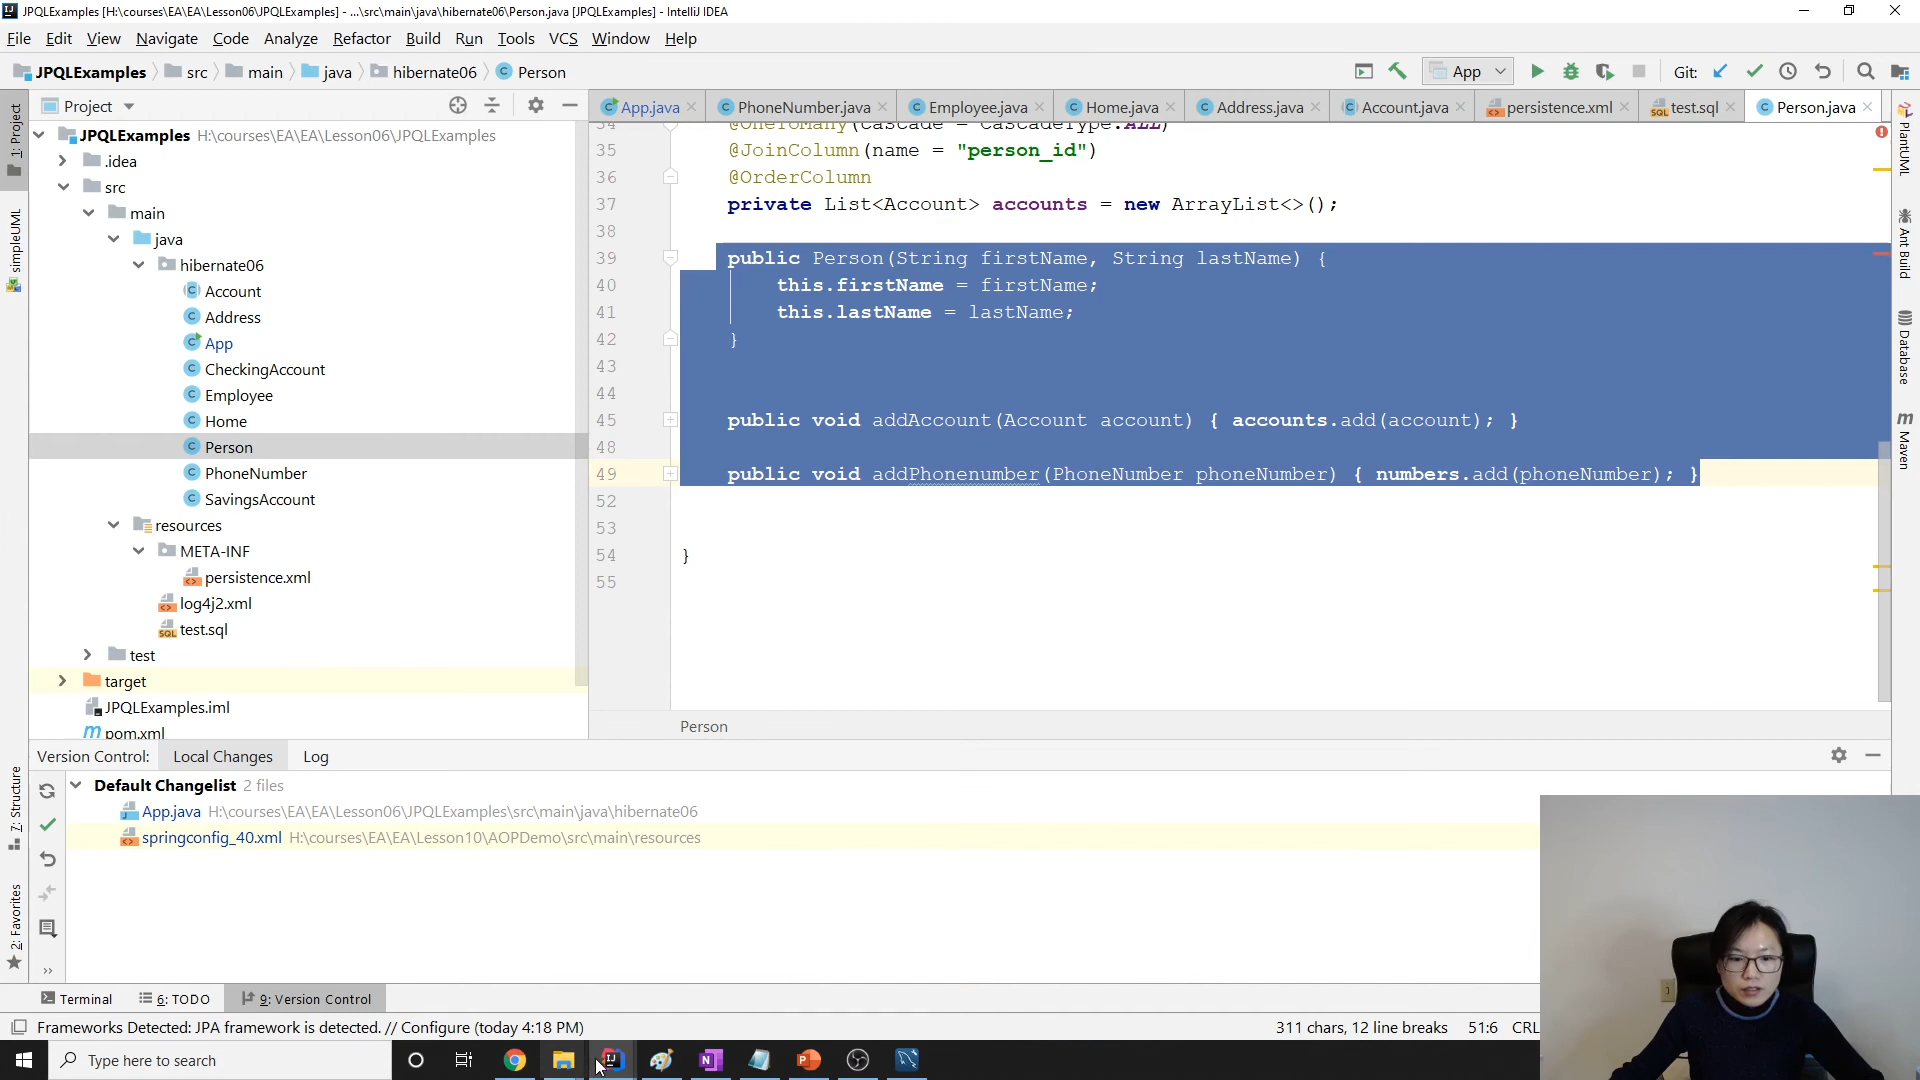 JPQLExamples [H:\courses\EA\EA\Lesson06\JPQLExamples] - ...\src\main\java\hibernate06\Person.java [JPQLExamples] - IntelliJ IDEA
File Edit View Navigate Code Analyze Refactor Build Run Tools VCS Window Help
JPQLExamples src main java hibernate06 Person App Git:
Project
App.java PhoneNumber.java Employee.java Home.java Address.java Account.java persistence.xml test.sql Person.java
1: Project
simpleUML
7: Structure
2: Favorites
JPQLExamples H:\courses\EA\EA\Lesson06\JPQLExamples
.idea
src
main
java
hibernate06
Account
Address
App
CheckingAccount
Employee
Home
Person
PhoneNumber
SavingsAccount
resources
META-INF
persistence.xml
log4j2.xml
test.sql
test
target
JPQLExamples.iml
pom.xml
34 @OneToMany(cascade = CascadeType.ALL)
35 @JoinColumn(name = "person_id")
36 @OrderColumn
37 private List<Account> accounts = new ArrayList<>();
38
39 public Person(String firstName, String lastName) {
40 this.firstName = firstName;
41 this.lastName = lastName;
42 }
43
44
45 public void addAccount(Account account) { accounts.add(account); }
48
49 public void addPhonenumber(PhoneNumber phoneNumber) { numbers.add(phoneNumber); }
52
53
54 }
55
Person
PlantUML
Ant Build
Database
Maven
Version Control: Local Changes Log
Default Changelist 2 files
App.java H:\courses\EA\EA\Lesson06\JPQLExamples\src\main\java\hibernate06
springconfig_40.xml H:\courses\EA\EA\Lesson10\AOPDemo\src\main\resources
Terminal 6: TODO 9: Version Control
Frameworks Detected: JPA framework is detected. // Configure (today 4:18 PM) 311 chars, 12 line breaks 51:6 CRL
Type here to search